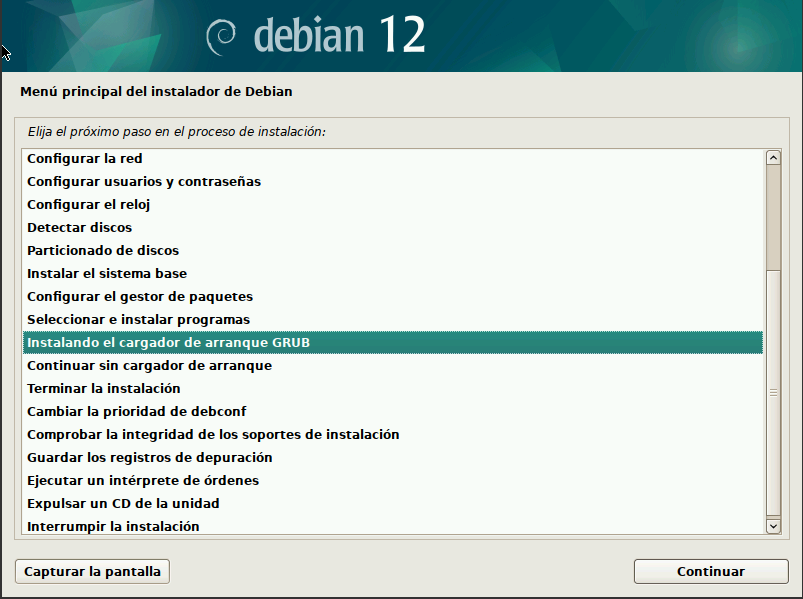 debian 12
Menú principal del instalador de Debian
Elija el próximo paso en el proceso de instalación:
Configurar la red
Configurar usuarios y contraseñas
Configurar el reloj
Detectar discos
Particionado de discos
Instalar el sistema base
Configurar el gestor de paquetes
Seleccionar e instalar programas
Instalando el cargador de arranque GRUB
Continuar sin cargador de arranque
Terminar la instalación
Cambiar la prioridad de debconf
Comprobar la integridad de los soportes de instalación
Guardar los registros de depuración
Ejecutar un intérprete de órdenes
Expulsar un CD de la unidad
Interrumpir la instalación
Capturar la pantalla
Continuar